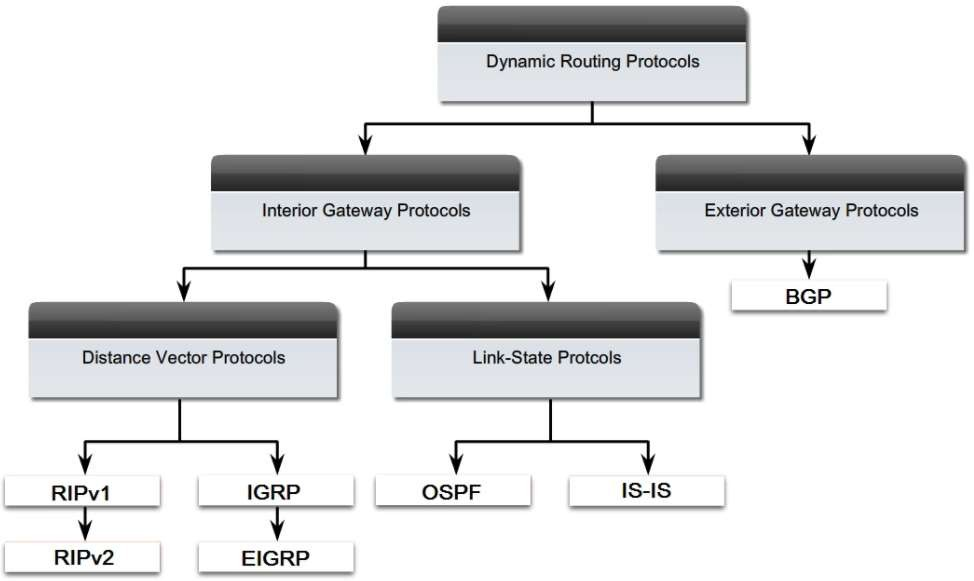 Dynamic Routing Protocols
Interior Gateway Protocols
Exterior Gateway Protocols
BGP
Distance Vector Protocols
Link-State Protcols
RIPv1
IGRP
OSPF
IS-IS
RIPv2
EIGRP